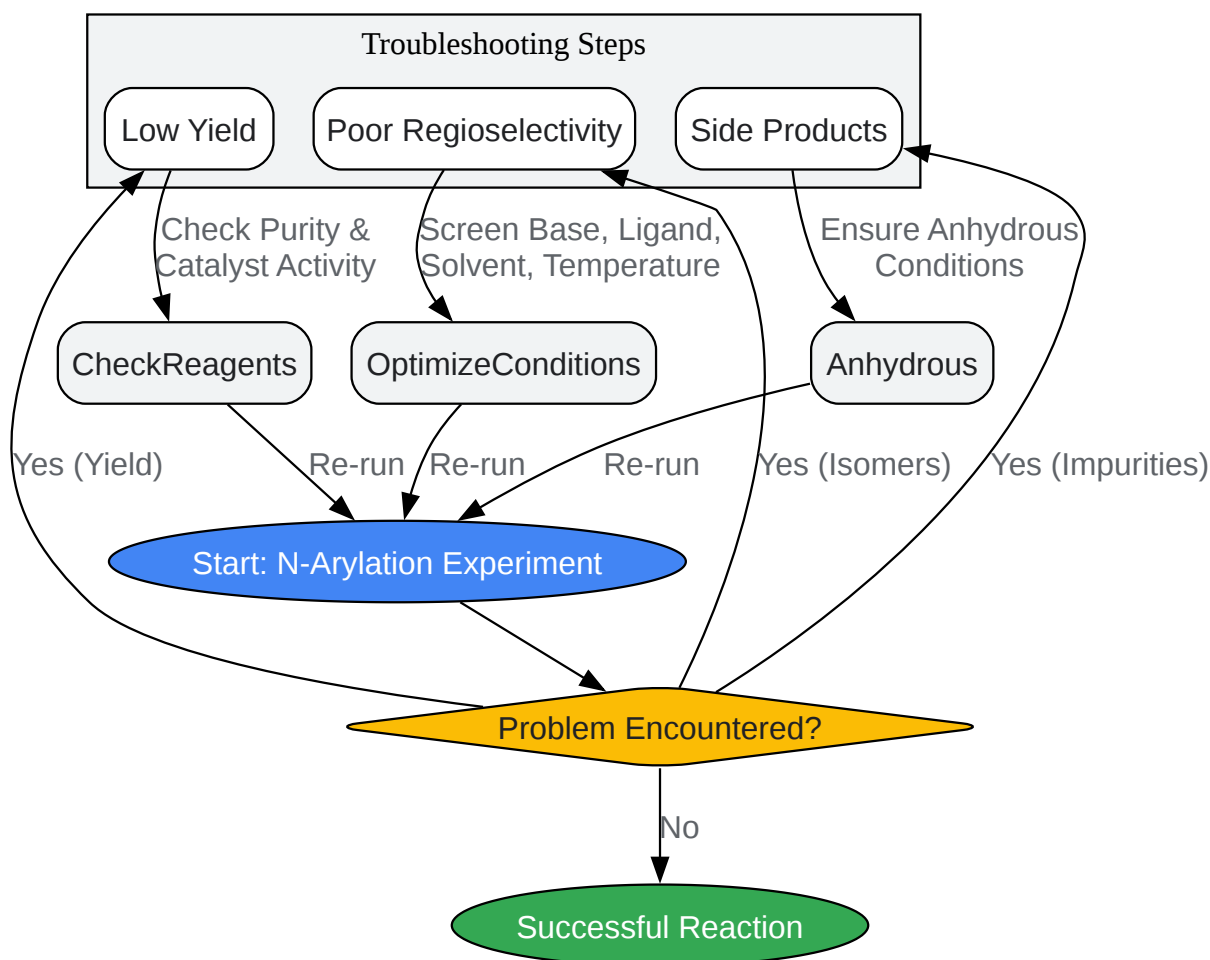 Troubleshooting Steps
Low Yield
Poor Regioselectivity
Side Products
Check Purity &
Catalyst Activity
Screen Base, Ligand,
Solvent, Temperature
Ensure Anhydrous
Conditions
CheckReagents
OptimizeConditions
Anhydrous
Yes (Yield)
Re-run
Re-run
Re-run
Yes (Isomers)
Yes (Impurities)
Start: N-Arylation Experiment
Problem Encountered?
No
Successful Reaction